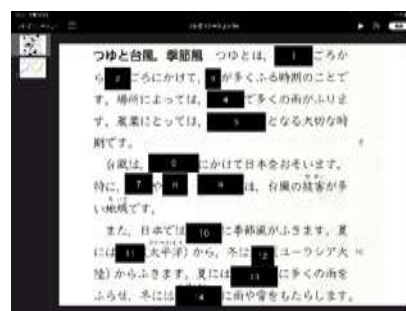 つゆと台風、季節風 つゆとは、 1 ごろか
ら 2 ごろにかけて、 3 が多くふる時期のことで
す。場所によっては、 4 で多くの雨がふりま
す。農業にとっては、 5 となる大切な時
期です。
台風は、 6 にかけて日本をおそいます。
特に、 7 や 8 9 は、台風の被害が多
い地域です。
また、日本では 10 に季節風がふきます。夏
には 11 (太平洋)から、冬に 12 (ユーラシア大
陸)からふきます。夏には 13 に多くの雨を
ふらせ、冬には 14 に雨や雪をもたらします。